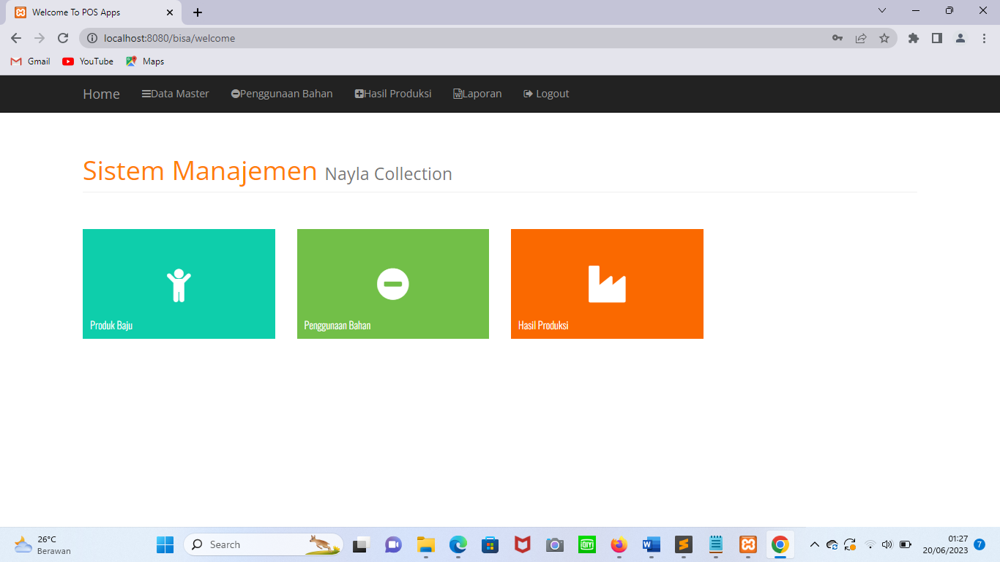 Welcome To POS Apps
localhost:8080/bisa/welcome
Gmail YouTube Maps
Home Data Master Penggunaan Bahan Hasil Produksi Laporan Logout
Sistem Manajemen Nayla Collection
Produk Baju Penggunaan Bahan Hasil Produksi
26°C
Berawan
Search
QIY
01:27
20/06/2023
7